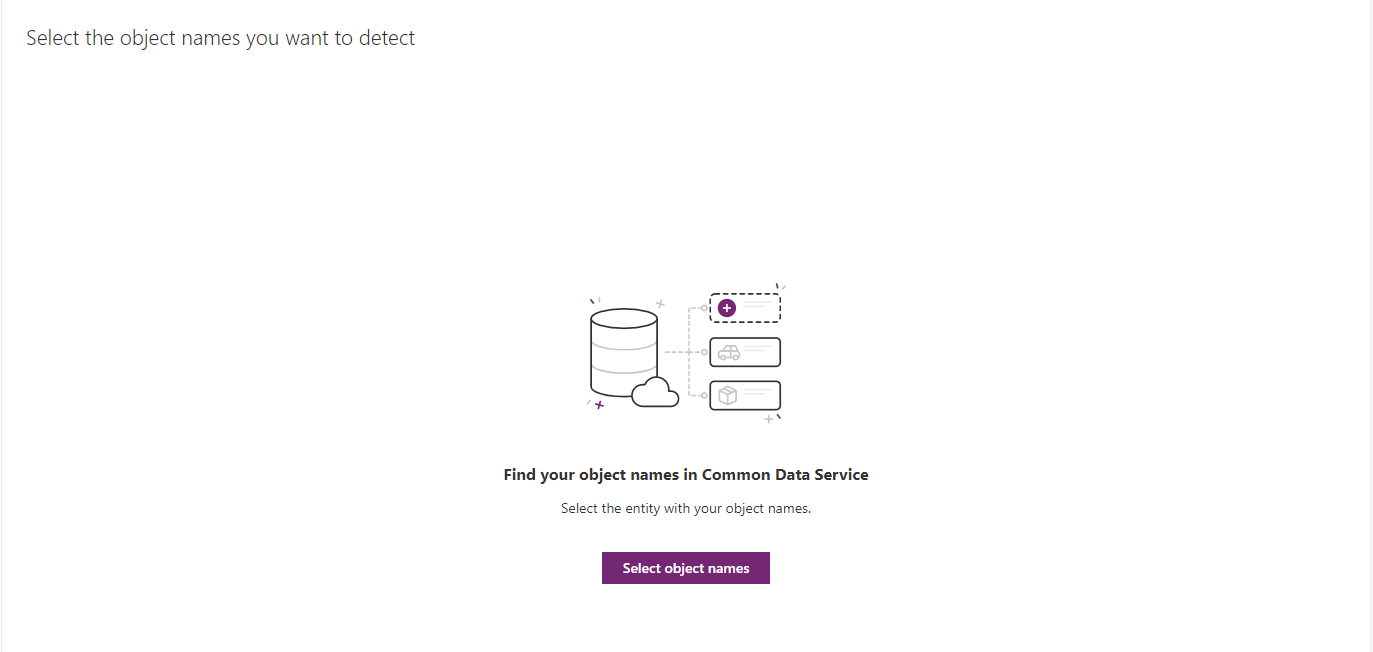 Select the object names you want to detect
Find your object names in Common Data Service
Select the entity with your object names.
Select object names